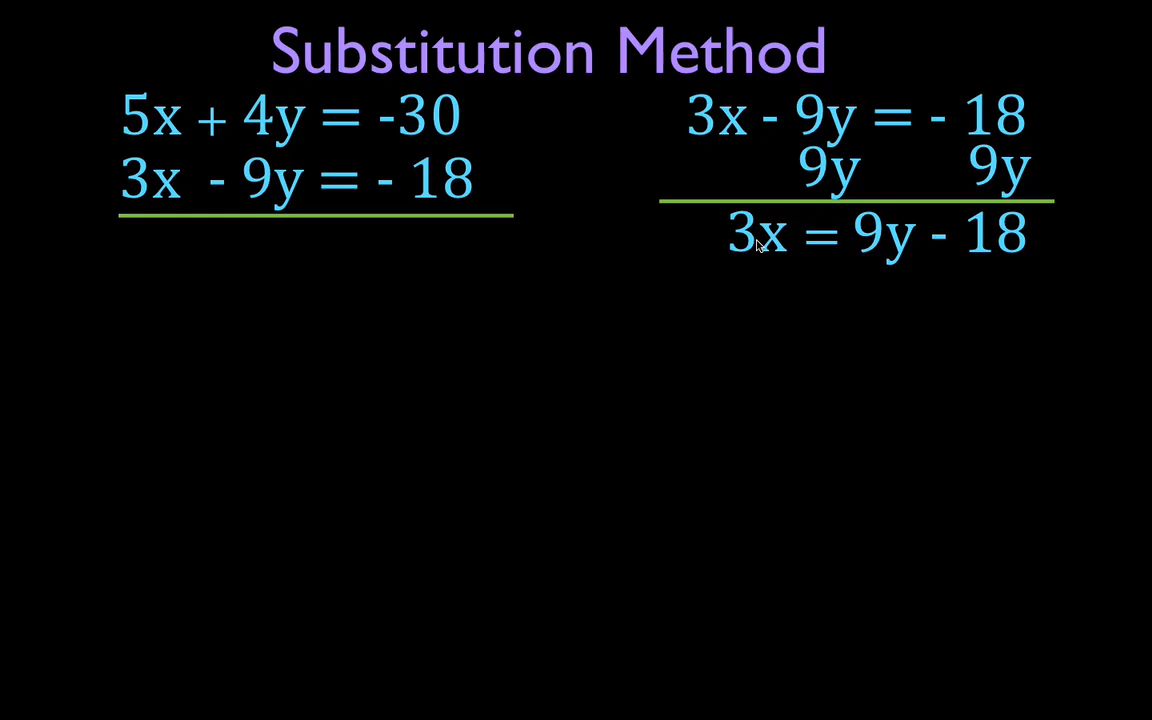 Substitution Method
5x + 4y = -30
3x - 9y = - 18
3x - 9y = - 18
9y 9y
3x = 9y - 18